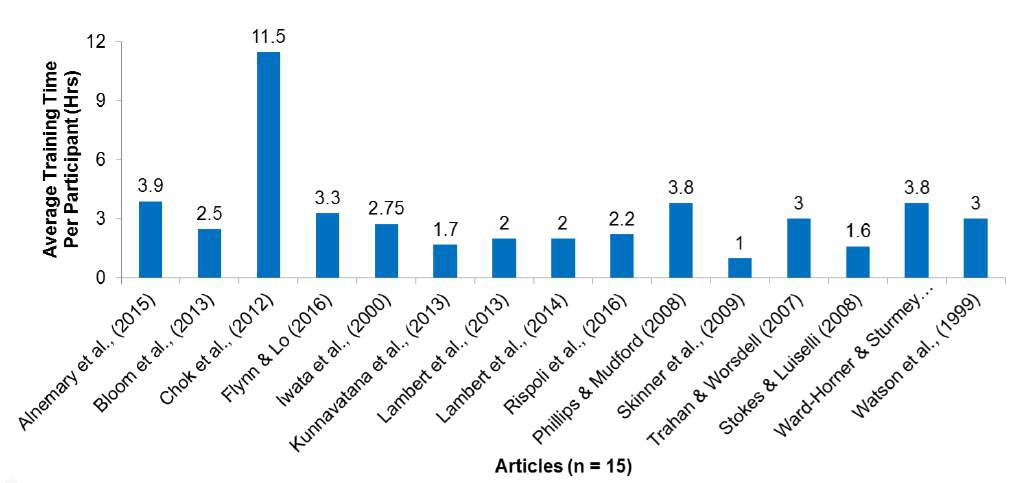 Average Training Time
Per Participant (Hrs)
12
9
6
3
0
3.9
2.5
11.5
3.3
2.75
1.7
2
2
2.2
3.8
1
3
1.6
3.8
3
Alnemary et al., (2015)
Bloom et al., (2013)
Chok et al., (2012)
Flynn & Lo (2016)
Iwata et al., (2000)
Kunnavatana et al., (2013)
Lambert et al., (2013)
Lambert et al., (2014)
Rispoli et al., (2016)
Phillips & Mudford (2008)
Skinner et al., (2009)
Trahan & Worsdell (2007)
Stokes & Luiselli (2008)
Ward-Horner & Sturmey...
Watson et al., (1999)
Articles (n = 15)